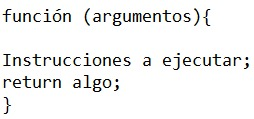 función (argumentos){
Instrucciones a ejecutar;
return algo;
}